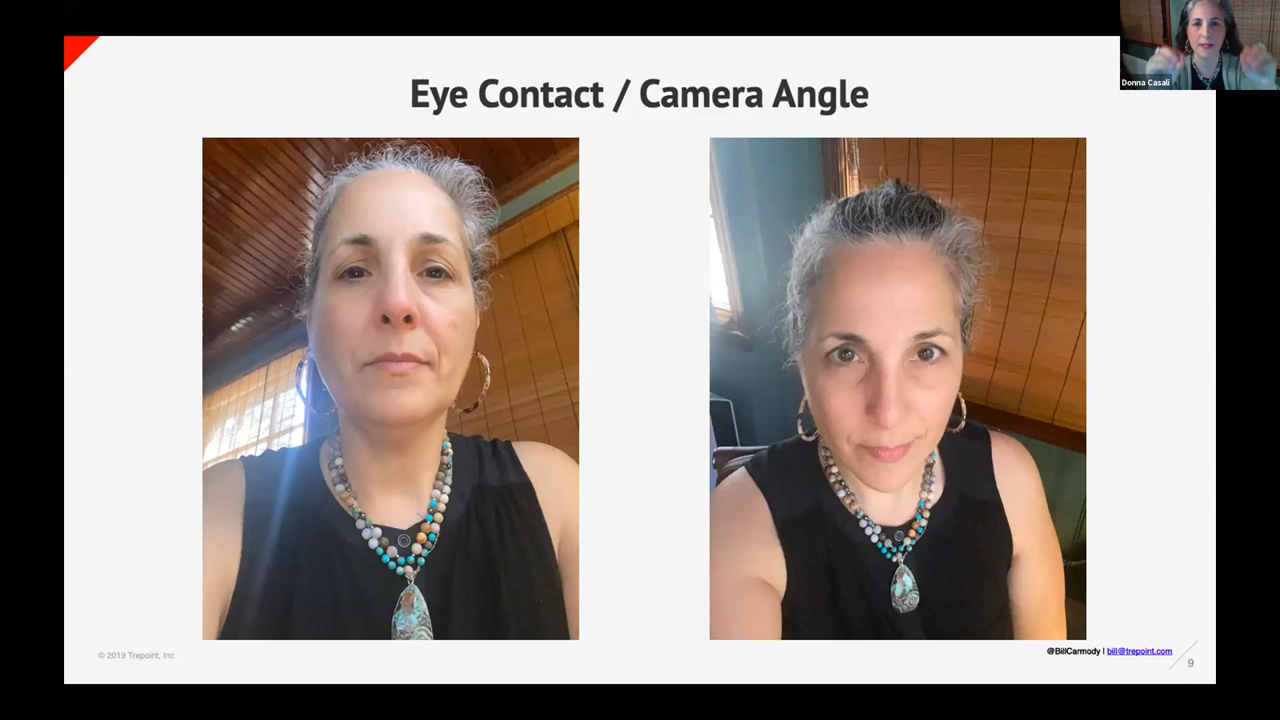 Donna Casali
Eye Contact / Camera Angle
© 2019 Trepoint, Inc
@BillCarmody | bill@trepoint.com
9